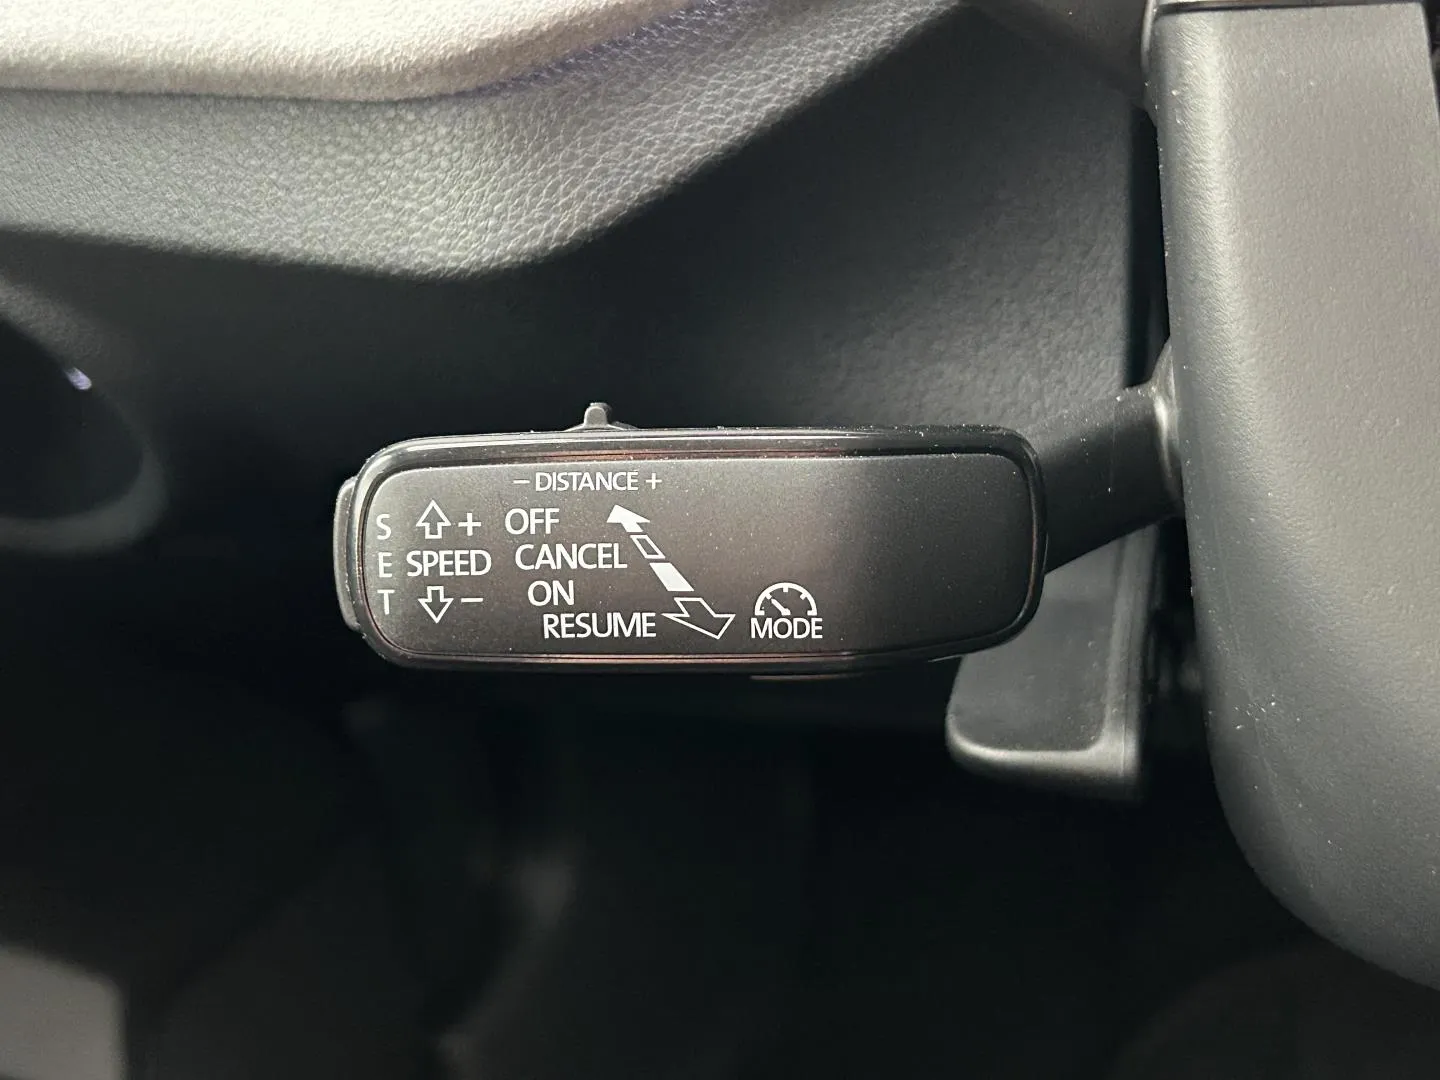 − DISTANCE +
S ⇧ + OFF
E SPEED CANCEL
T ⇩ − ON
RESUME MODE